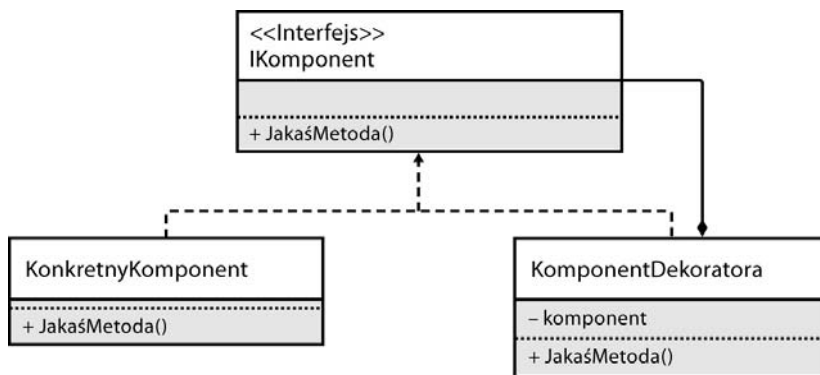 <<Interfejs>>
IKomponent
+ JakaśMetoda()
KonkretnyKomponent
+ JakaśMetoda()
KomponentDekoratora
– komponent
+ JakaśMetoda()